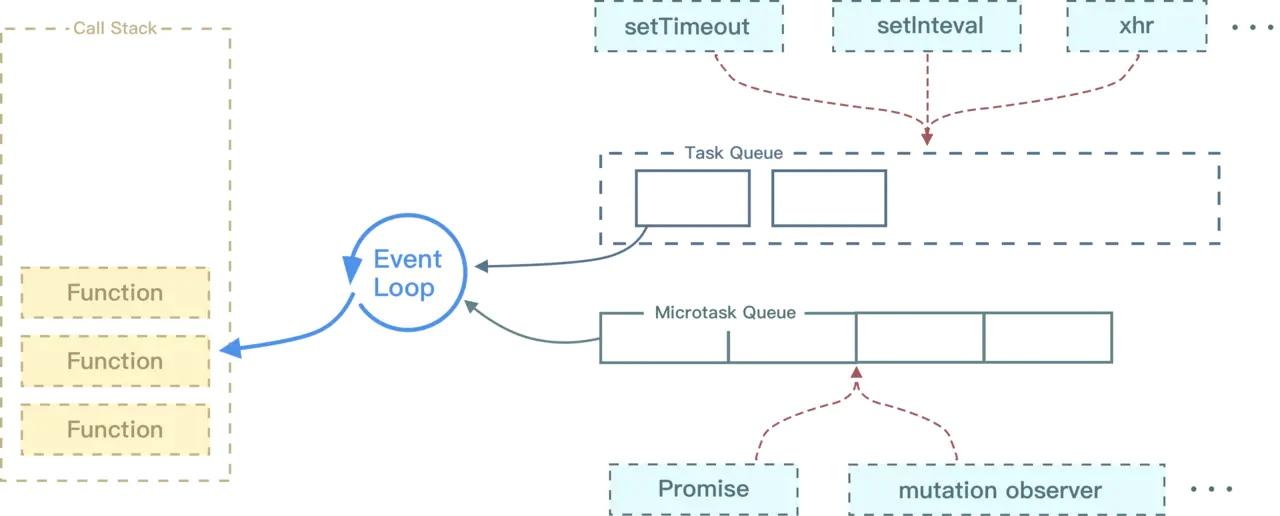 Call Stack
setTimeout
setInteval
xhr
Task Queue
Event
Loop
Microtask Queue
Function
Function
Function
Promise
mutation observer